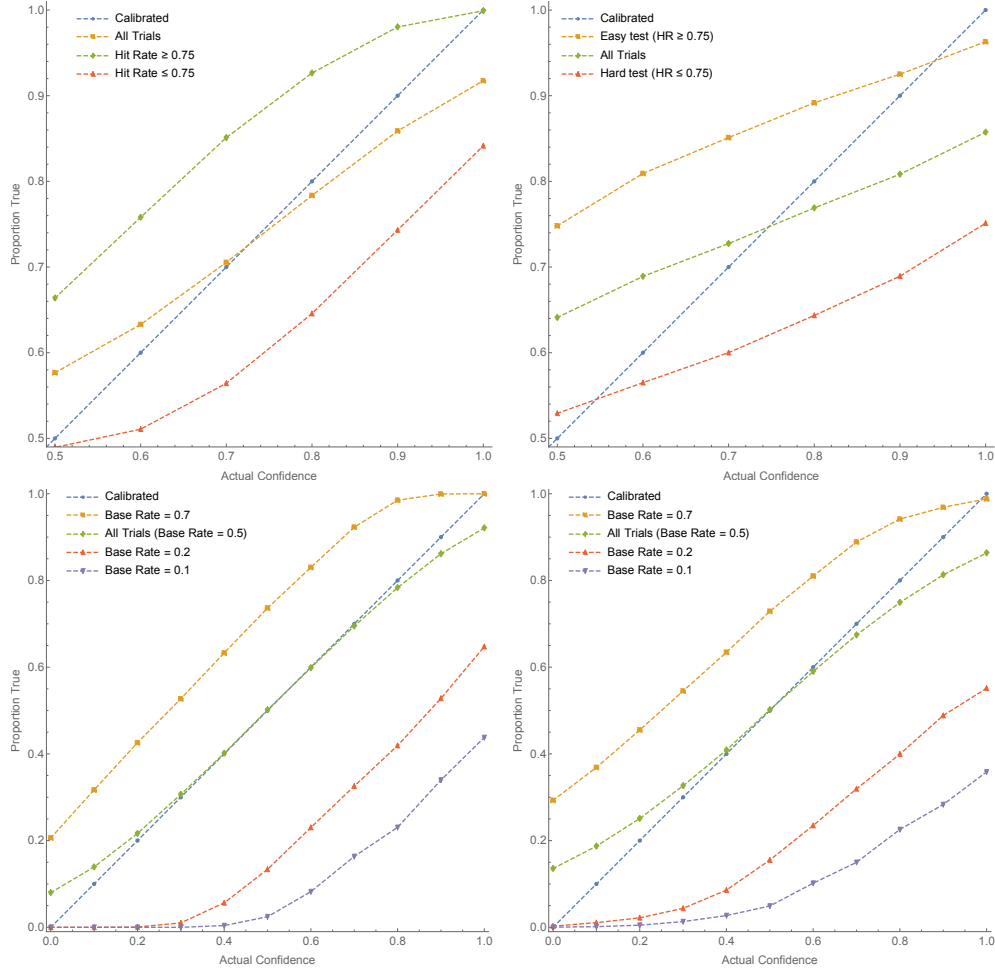 Calibrated
All Trials
Hit Rate ≥ 0.75
Hit Rate ≤ 0.75
1.0
0.9
0.8
0.7
0.6
0.5
Proportion True
0.5 0.6 0.7 0.8 0.9 1.0
Actual Confidence
Calibrated
Easy test (HR ≥ 0.75)
All Trials
Hard test (HR ≤ 0.75)
1.0
0.9
0.8
0.7
0.6
0.5
Proportion True
0.5 0.6 0.7 0.8 0.9 1.0
Actual Confidence
Calibrated
Base Rate = 0.7
All Trials (Base Rate = 0.5)
Base Rate = 0.2
Base Rate = 0.1
1.0
0.8
0.6
0.4
0.2
0.0
Proportion True
0.0 0.2 0.4 0.6 0.8 1.0
Actual Confidence
Calibrated
Base Rate = 0.7
All Trials (Base Rate = 0.5)
Base Rate = 0.2
Base Rate = 0.1
1.0
0.8
0.6
0.4
0.2
0.0
Proportion True
0.0 0.2 0.4 0.6 0.8 1.0
Actual Confidence